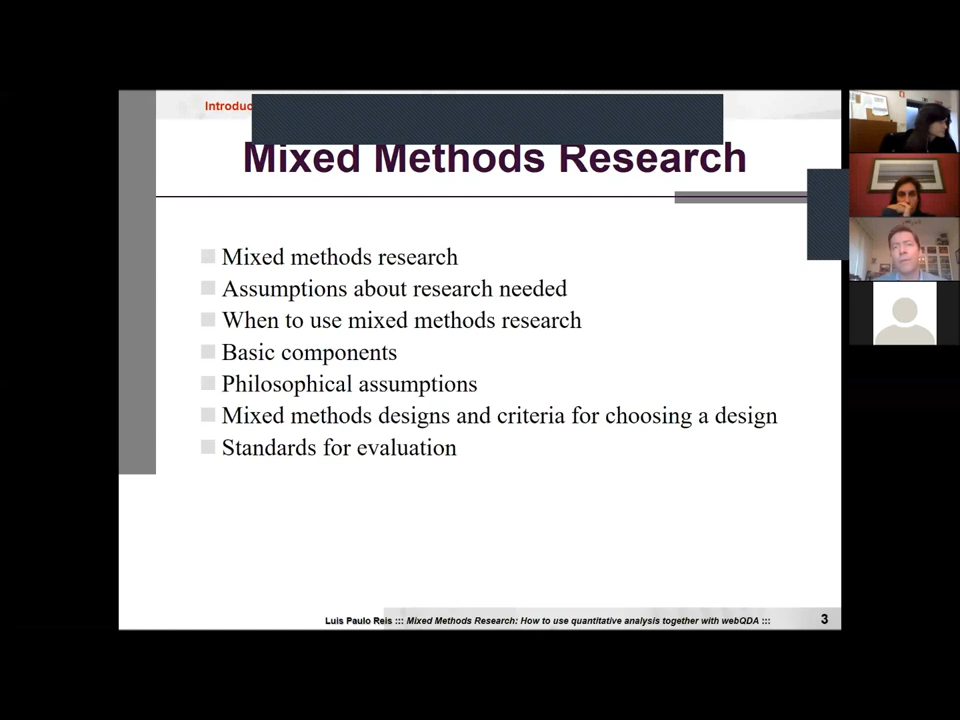 Mixed Methods Research
Mixed methods research
Assumptions about research needed
When to use mixed methods research
Basic components
Philosophical assumptions
Mixed methods designs and criteria for choosing a design
Standards for evaluation
Luis Paulo Reis ::: Mixed Methods Research: How to use quantitative analysis together with webQDA :::
3